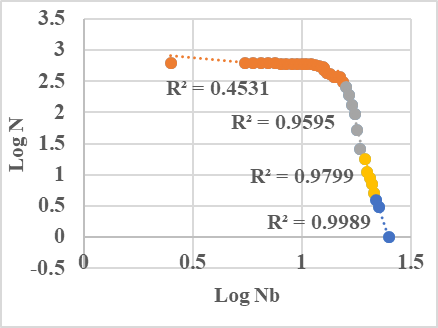 3.5
3
2.5
2
1.5
1
0.5
0
-0.5
Log N
R² = 0.4531
R² = 0.9595
R² = 0.9799
R² = 0.9989
0 0.5 1 1.5
Log Nb